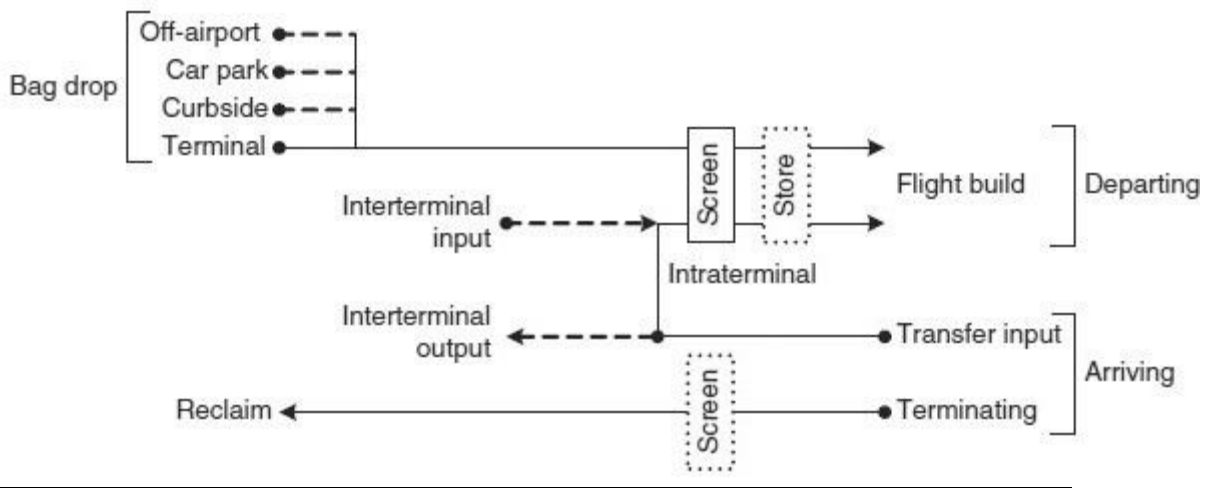 Off-airport
Car park
Bag drop
Curbside
Terminal
Screen
Store
Flight build
Departing
Interterminal
input
Intraterminal
Interterminal
output
Transfer input
Arriving
Screen
Reclaim
Terminating